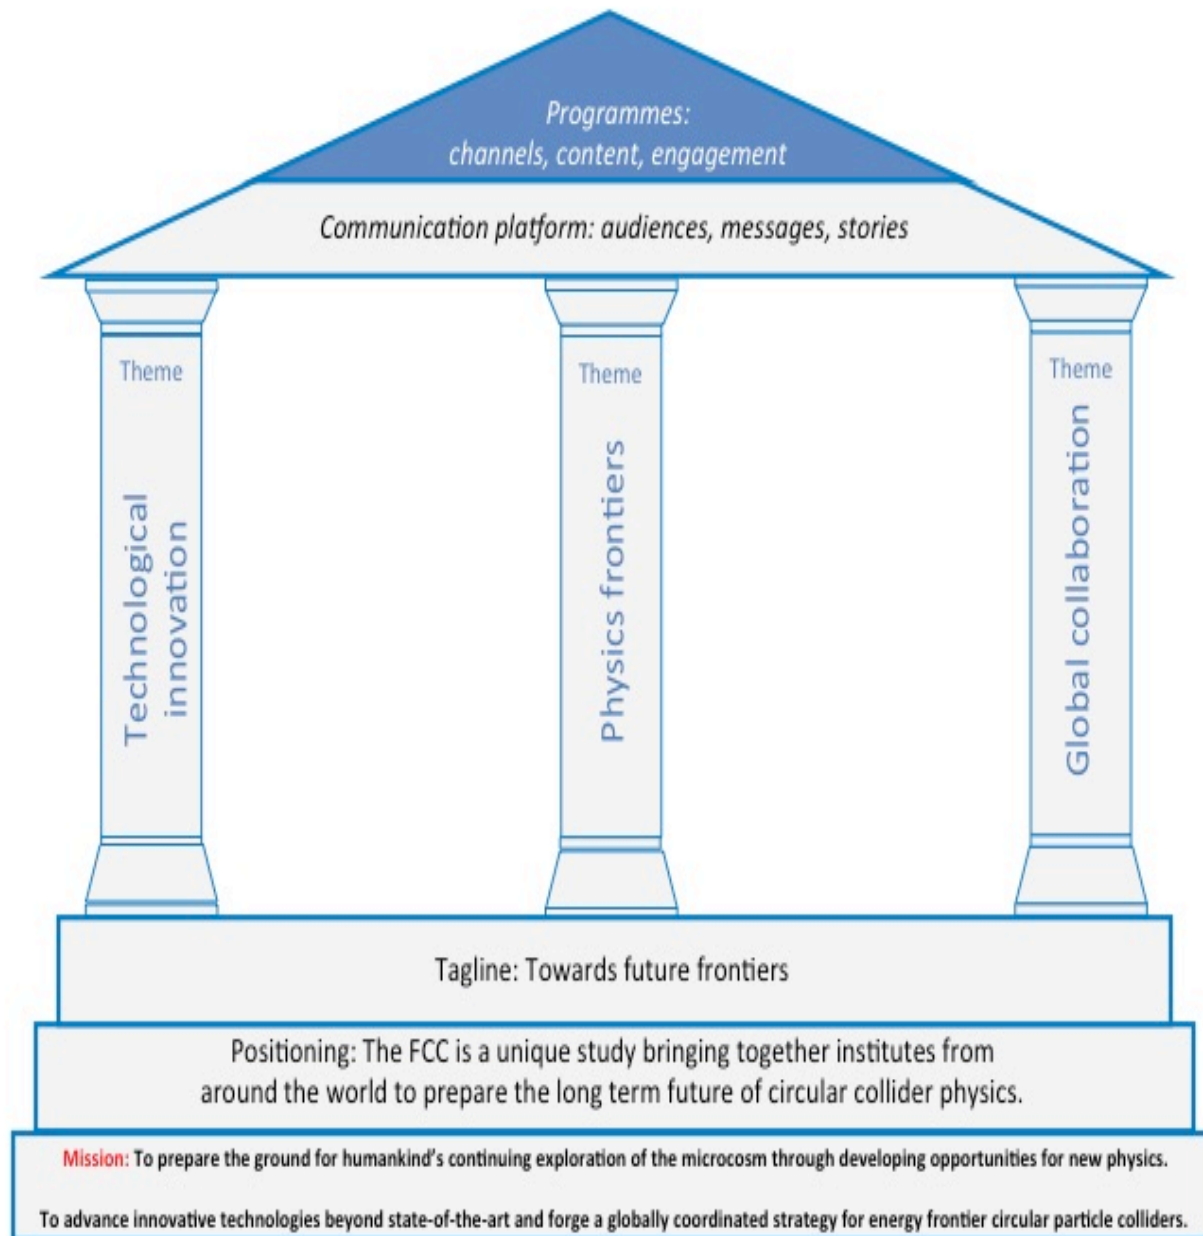 Programmes:
channels, content, engagement
Communication platform: audiences, messages, stories
Theme
Technological
innovation
Theme
Physics frontiers
Theme
Global collaboration
Tagline: Towards future frontiers
Positioning: The FCC is a unique study bringing together institutes from
around the world to prepare the long term future of circular collider physics.
Mission: To prepare the ground for humankind’s continuing exploration of the microcosm through developing opportunities for new physics.
To advance innovative technologies beyond state-of-the-art and forge a globally coordinated strategy for energy frontier circular particle colliders.